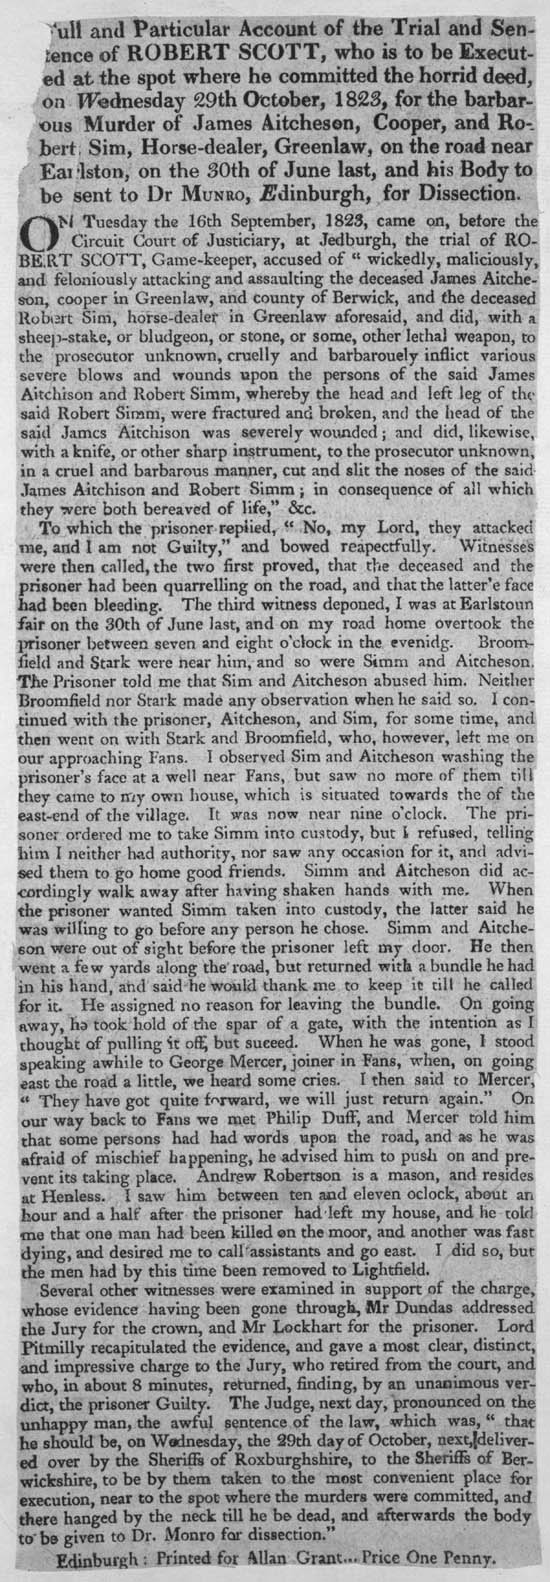 ull and Particular Account of the Trial and Sen-
tence of ROBERT SCOTT, who is to be Execut-
ed at the spot where he committed the horrid deed,
on Wednesday 29th October, 1823, for the barbar-
ous Murder of James Aitcheson, Cooper, and Ro-
bert Sim, Horse-dealer, Greenlaw, on the road near
Earlston, on the 30th of June last, and his Body to
be sent to Dr MUNRO, Edinburgh, for Dissection.
ON Tuesday the 16th September, 1823, came on, before the
Circuit Court of Justiciary, at Jedburgh, the trial of RO-
BERT SCOTT, Game-keeper, accused of " wickedly, maliciously,
and feloniously attacking and assaulting the deceased James Aitche-
son, cooper in Greenlaw, and county of Berwick, and the deceased
Robert Sim, horse-dealer in Greenlaw aforesaid, and did, with a
sheep-stake, or bludgeon, or stone, or some, other lethal weapon, to
the prosecutor unknown, cruelly and barbarouely inflict various
severe blows and wounds upon the persons of the said James
Aitchison and Robert Simm, whereby the head and left leg of the
said Robert Simm, were fractured and broken, and the head of the
said James Aitchison was severely wounded; and did, likewise,
with a knife, or other sharp instrument, to the prosecutor unknown,
in a cruel and barbarous manner, cut and slit the noses of the said
James Aitchison and Robert Simm; in consequence of all which
they were both bereaved of life," &c.
To which the prisoner replied, " No, my Lord, they attacked
me, and I am not Guilty," and bowed reapectfully. Witnesses
were then called, the two first proved, that the deceased and the
prisoner had been quarrelling on the road, and that the latter'e face
had been bleeding. The third witness deponed, I was at Earlstoun
fair on the 30th of June last, and on my road home overtook the
prisoner between seven and eight o'clock in the evenidg. Broom-
field and Stark were near him, and so were Simm and Aitcheson.
The Prisoner told me that Sim and Aitcheson abused him. Neither
Broomfield nor Stark made any observation when he said so. I con-
tinued with the prisoner, Aitcheson, and Sim, for some time, and
then went on with Stark and Broomfield, who, however, left me on
our approaching Fans. I observed Sim and Aitcheson washing the
prisoner's face at a well near Fans, but saw no more of them till
they came to my own house, which is situated towards the of the
east-end of the village. It was now near nine o'clock. The pri-
soner ordered me to take Simm into custody, but I refused, telling
him I neither had authority, nor saw any occasion for it, and advi-
sed them to go home good friends. Simm and Aitcheson did ac-
cordingly walk away after having shaken hands with me. When
the prisoner wanted Simm taken into custody, the latter said he
was willing to go before any person he chose. Simm and Aitche-
son were out of sight before the prisoner left my door. He then
went a few yards along the road, but returned with a bundle he had
in his hand, and said he would thank me to keep it till he called
for it. He assigned no reason for leaving the bundle. On going
away, he took hold of the spar of a gate, with the intention as I
thought of pulling it off, but suceed. When he was gone, I stood
speaking awhile to George Mercer, joiner in Fans, when, on going
east the road a little, we heard some cries. I then said to Mercer,
" They have got quite forward, we will just return again." On
our way back to Fans we met Philip Duff, and Mercer told him
that some persons had had words upon the road, and as he was
afraid of mischief happening, he advised him to push on and pre-
vent its taking place. Andrew Robertson is a mason, and resides
at Henless. I saw him between ten and eleven oclock, about an
hour and a half after the prisoner had left my house, and he told
me that one man had been killed on the moor, and another was fast
dying, and desired me to call assistants and go east. I did so, but
the men had by this time been removed to Lightfield.
Several other witnesses were examined in support of the charge,
whose evidence having been gone through, Mr Dundas addressed
the Jury for the crown, and Mr Lockhart for the prisoner. Lord
Pitmilly recapitulated the evidence, and gave a most clear, distinct,
and impressive charge to the Jury, who retired from the court, and
who, in about 8 minutes, returned, finding, by an unanimous ver-
dict, the prisoner Guilty. The Judge, next day, pronounced on the
unhappy man, the awful sentence of the law, which was, " that
he should be, on Wednesday, the 29th day of October, next, deliver-
ed over by the Sheriffs of Roxburghshire, to the Sheriffs of Ber-
wickshire, to be by them taken to the most convenient place for
execution, near to the spot where the murders were committed, and
there hanged by the neck till he be dead, and afterwards the body
to be given to Dr. Monro for dissection."
Edinburgh: Printed for Allan Grant... Price One Penny.